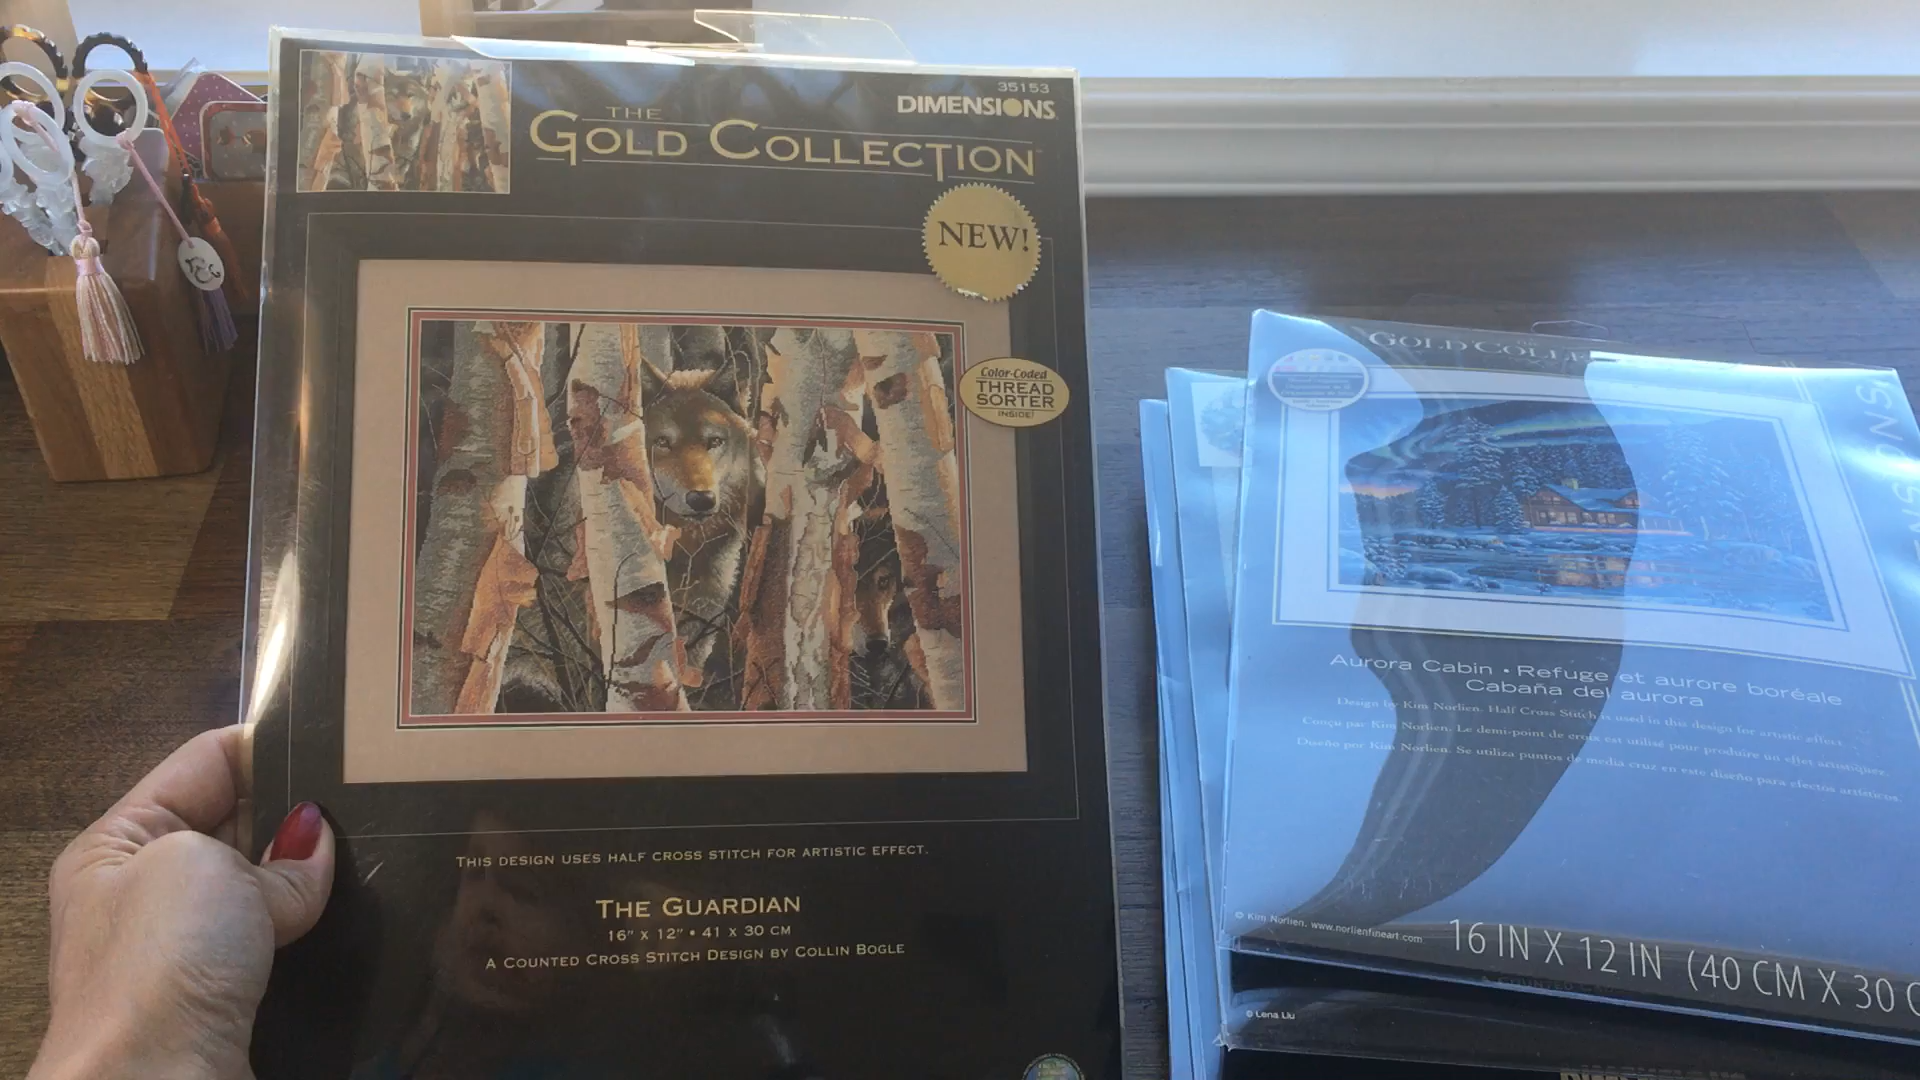 35153
DIMENSIONS
THE
GOLD COLLECTION
NEW!
Color-Coded
THREAD
SORTER
INSIDE!
THIS DESIGN USES HALF CROSS STITCH FOR ARTISTIC EFFECT.
THE GUARDIAN
16" X 12" • 41 X 30 CM
A COUNTED CROSS STITCH DESIGN BY COLLIN BOGLE
GOLD COLLE
Aurora Cabin • Refuge et aurore boréale
Cabaña del aurora
Design by Kim Norlien. Half Cross Stitch is used in this design for artistic effect.
Conçu par Kim Norlien. Le demi-point de croix est utilisé pour produire un effet artistique.
Diseño por Kim Norlien. Se utiliza puntos de media cruz en este diseño para efectos artísticos.
© Kim Norlien, www.norlienfineart.com
16 IN X 12 IN (40 CM X 30 C
© Lena Liu